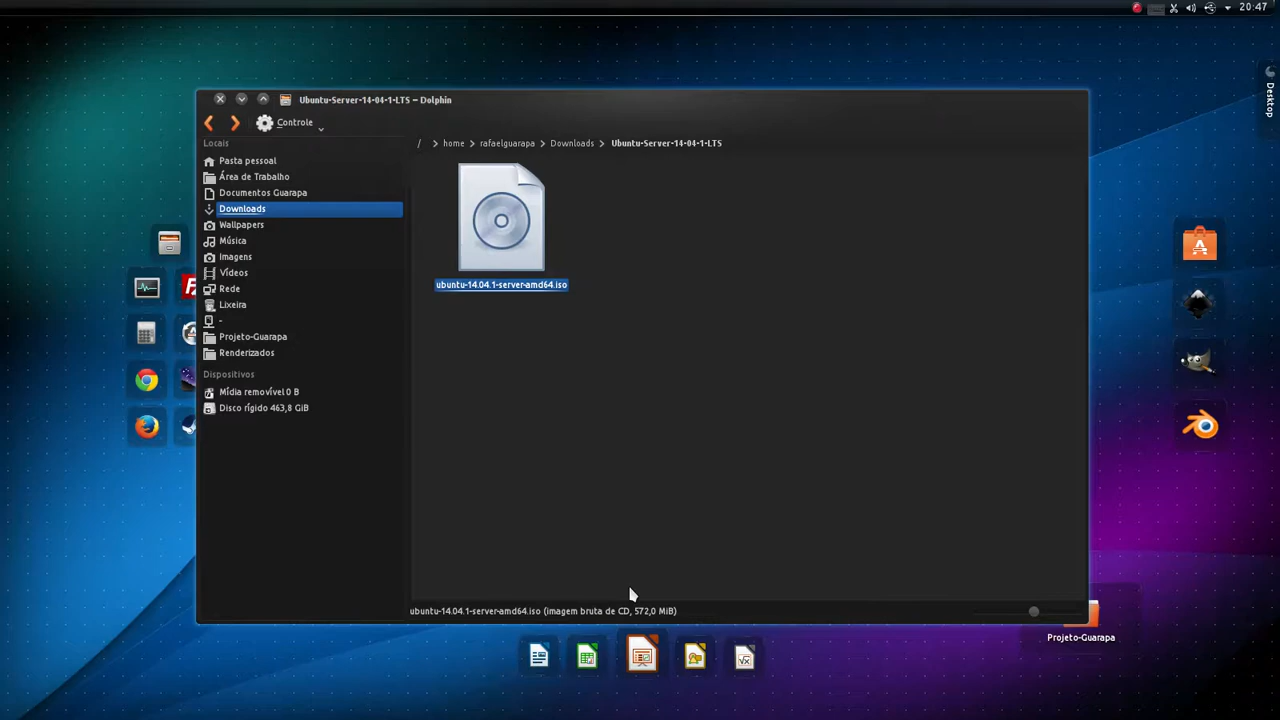 20:47
Desktop
Ubuntu-Server-14-04-1-LTS – Dolphin
Controle
Locais
/ > home > rafaelguarapa > Downloads > Ubuntu-Server-14-04-1-LTS
Pasta pessoal
Área de Trabalho
Documentos Guarapa
Downloads
Wallpapers
Música
Imagens
Vídeos
Rede
Lixeira
-
Projeto-Guarapa
Renderizados
Dispositivos
Mídia removível 0 B
Disco rígido 463,8 GiB
ubuntu-14.04.1-server-amd64.iso
ubuntu-14.04.1-server-amd64.iso (imagem bruta de CD, 572,0 MiB)
Projeto-Guarapa